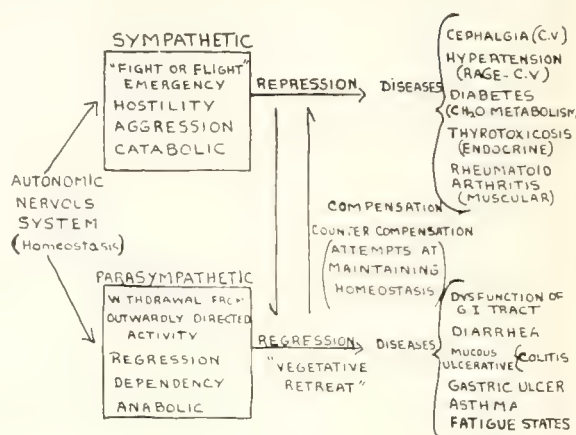 SYMPATHETIC
"FIGHT OR FLIGHT"
EMERGENCY
HOSTILITY
AGGRESSION
CATABOLIC
REPRESSION
DISEASES
CEPHALGIA (C.V)
HYPERTENSION
(RAGE-C.V)
DIABETES
(CH2O METABOLISM
THYROTOXICOSIS
(ENDOCRINE)
RHEUMATOID
ARTHRITIS
(MUSCULAR)
AUTONOMIC
NERVOUS
SYSTEM
(Homeostasis)
COMPENSATION
COUNTER COMPENSATION
(ATTEMPTS AT
MAINTAINING
HOMEOSTASIS)
PARASYMPATHETIC
WITHDRAWAL FROM
OUTWARDLY DIRECTED
ACTIVITY
REGRESSION
DEPENDENCY
ANABOLIC
REGRESSION
"VEGETATIVE
RETREAT"
DISEASES
DYSFUNCTION OF
G I TRACT
DIARRHEA
MUCOUS
ULCERATIVE (COLITIS
GASTRIC ULCER
ASTHMA
FATIGUE STATES